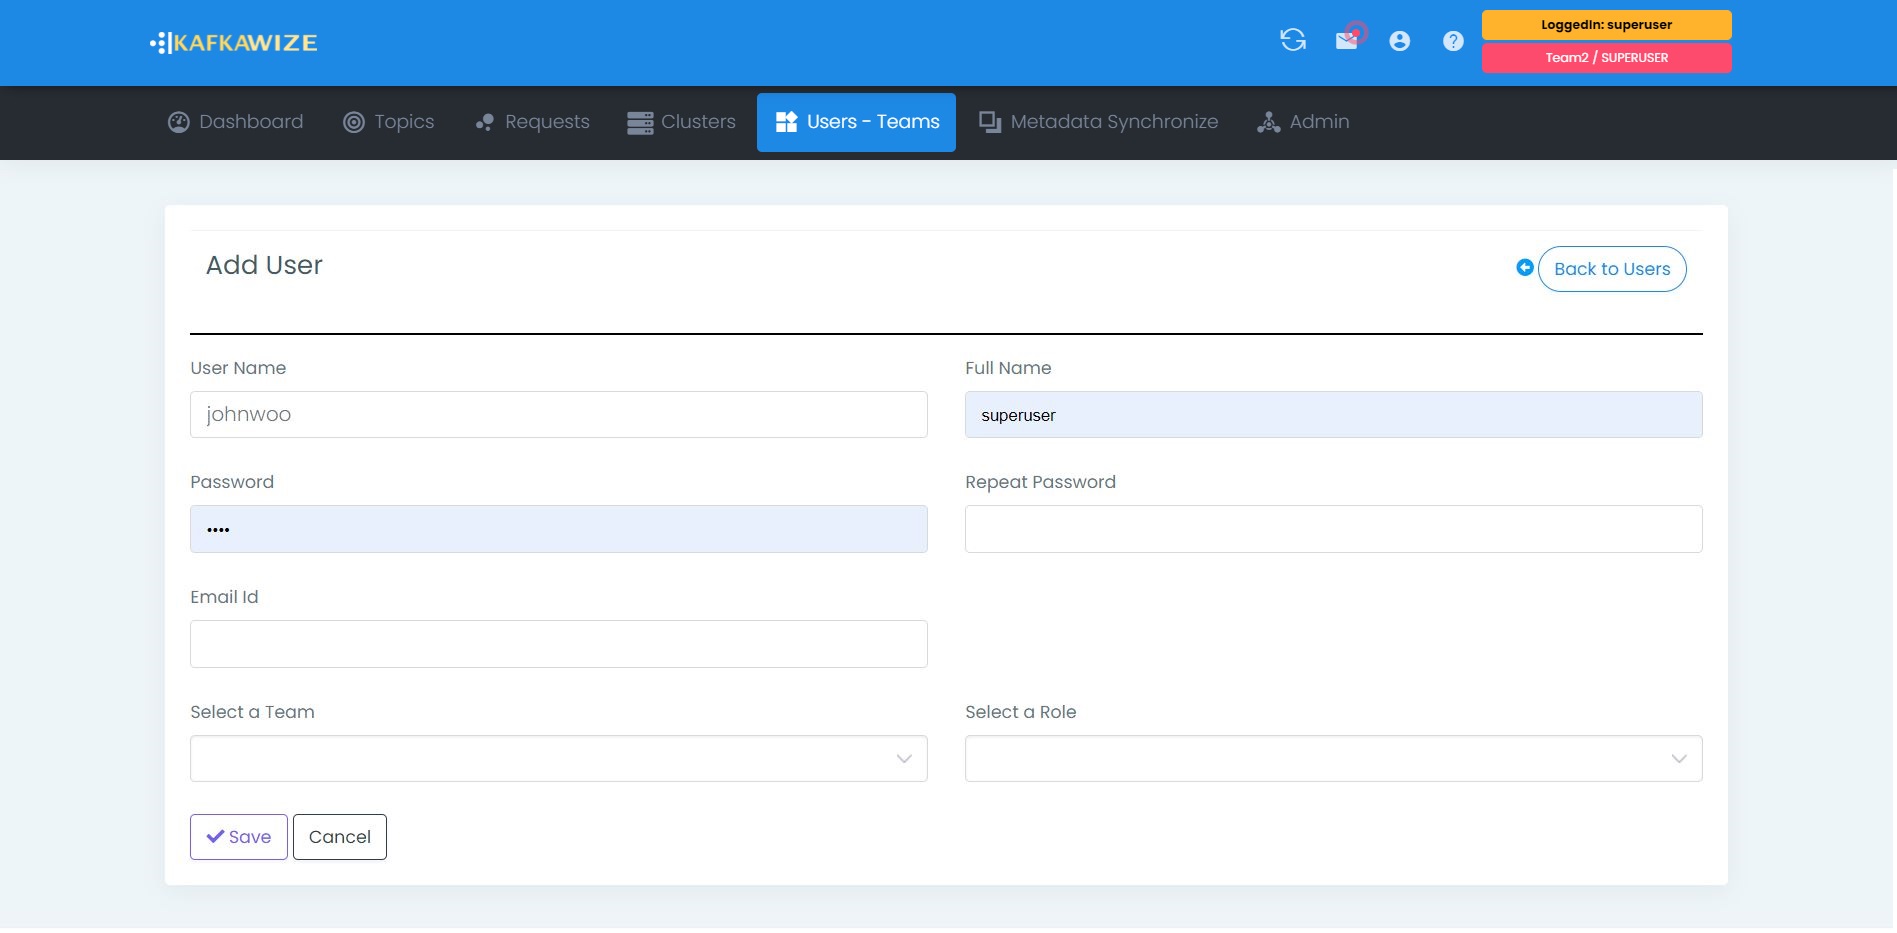 KAFKAWIZE
LoggedIn: superuser
Team2 / SUPERUSER
Dashboard
Topics
Requests
Clusters
Users - Teams
Metadata Synchronize
Admin
Add User
Back to Users
User Name
Full Name
johnwoo
superuser
Password
Repeat Password
••••
Email Id
Select a Team
Select a Role
Save
Cancel